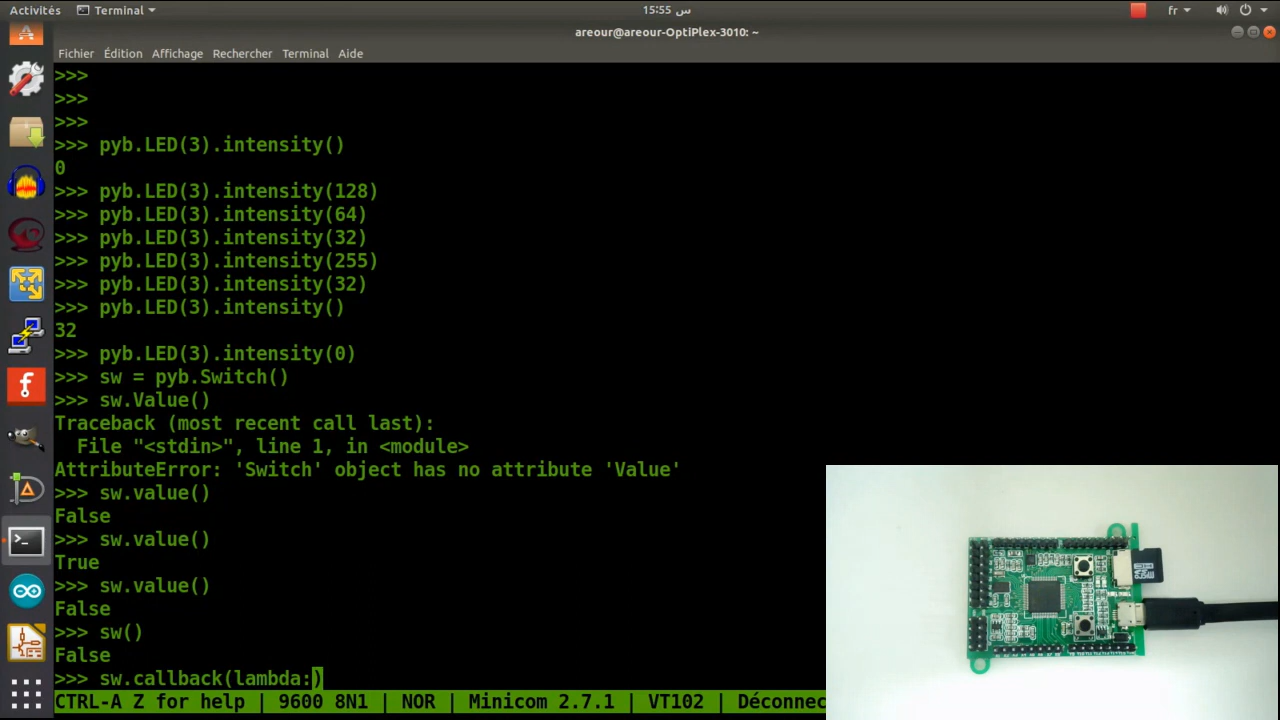 Activités
Terminal
15:55 س
fr
areour@areour-OptiPlex-3010: ~
Fichier Édition Affichage Rechercher Terminal Aide
>>>
>>>
>>>
>>> pyb.LED(3).intensity()
0
>>> pyb.LED(3).intensity(128)
>>> pyb.LED(3).intensity(64)
>>> pyb.LED(3).intensity(32)
>>> pyb.LED(3).intensity(255)
>>> pyb.LED(3).intensity(32)
>>> pyb.LED(3).intensity()
32
>>> pyb.LED(3).intensity(0)
>>> sw = pyb.Switch()
>>> sw.Value()
Traceback (most recent call last):
  File "<stdin>", line 1, in <module>
AttributeError: 'Switch' object has no attribute 'Value'
>>> sw.value()
False
>>> sw.value()
True
>>> sw.value()
False
>>> sw()
False
>>> sw.callback(lambda:)
CTRL-A Z for help | 9600 8N1 | NOR | Minicom 2.7.1 | VT102 | Déconnec